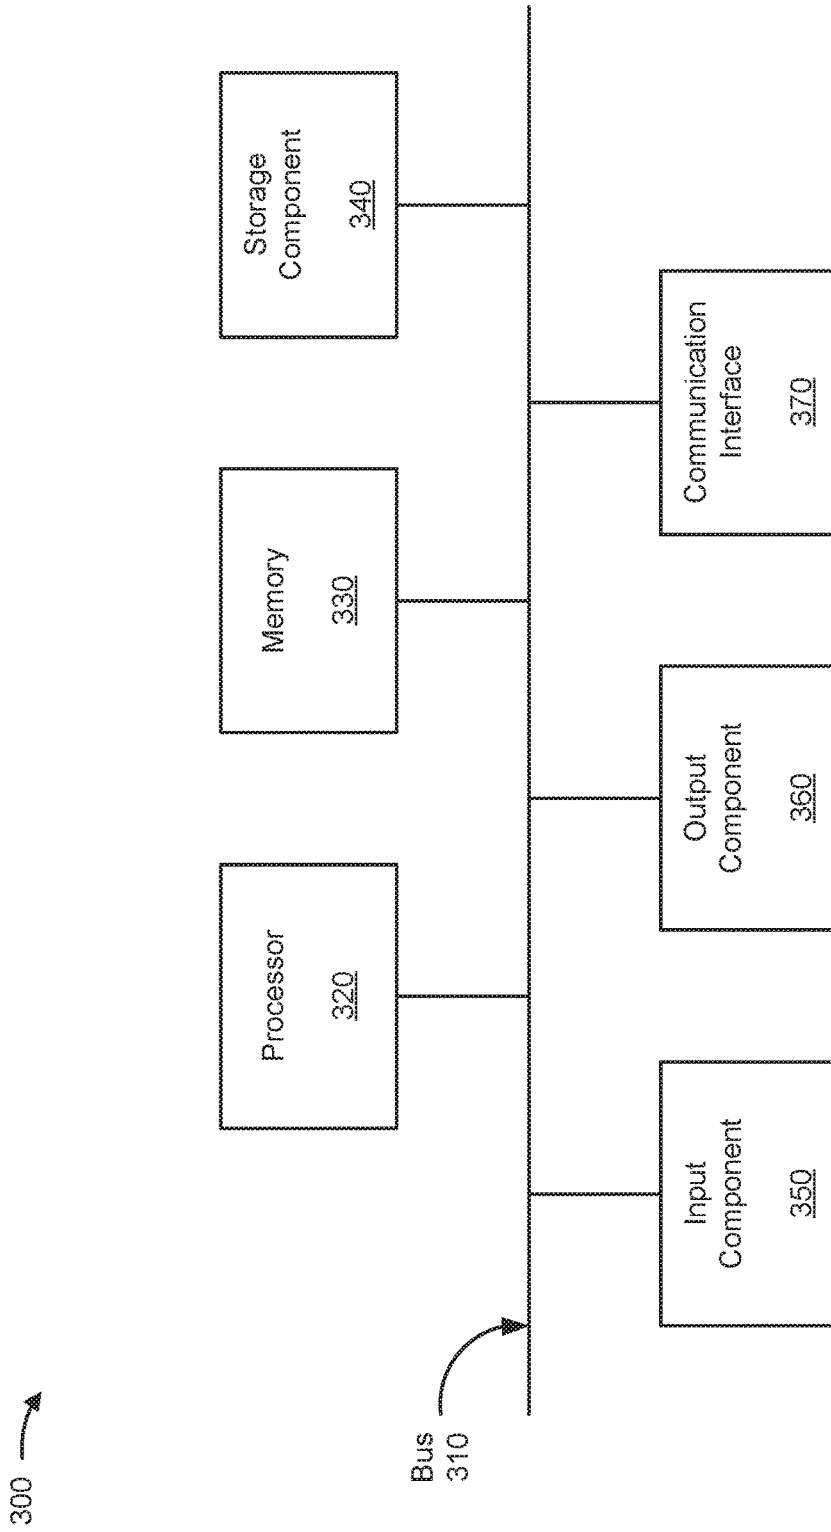 300
Bus
310
Processor
320
Memory
330
Storage
Component
340
Input
Component
350
Output
Component
360
Communication
Interface
370